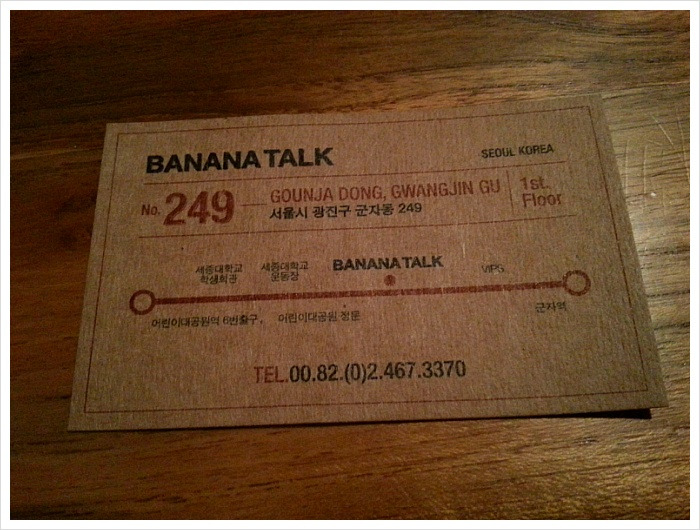 BANANA TALK
SEOUL KOREA
No. 249
GOUNJA DONG, GWANGJIN GU
서울시 광진구 군자동 249
1st.
Floor
세종대학교
학생회관
세종대학교
운동장
BANANA TALK
VIPS
어린이대공원역 6번출구.
어린이대공원 정문
군자역
TEL.00.82.(0)2.467.3370